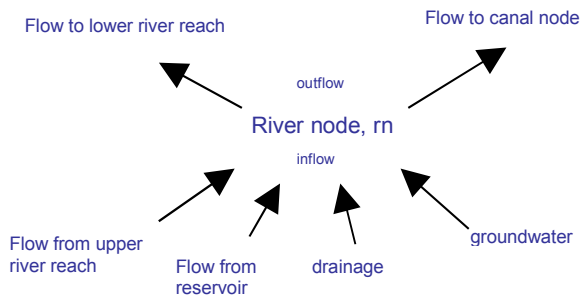 Flow to lower river reach
Flow to canal node
outflow
River node, rn
inflow
Flow from upper
river reach
Flow from
reservoir
drainage
groundwater